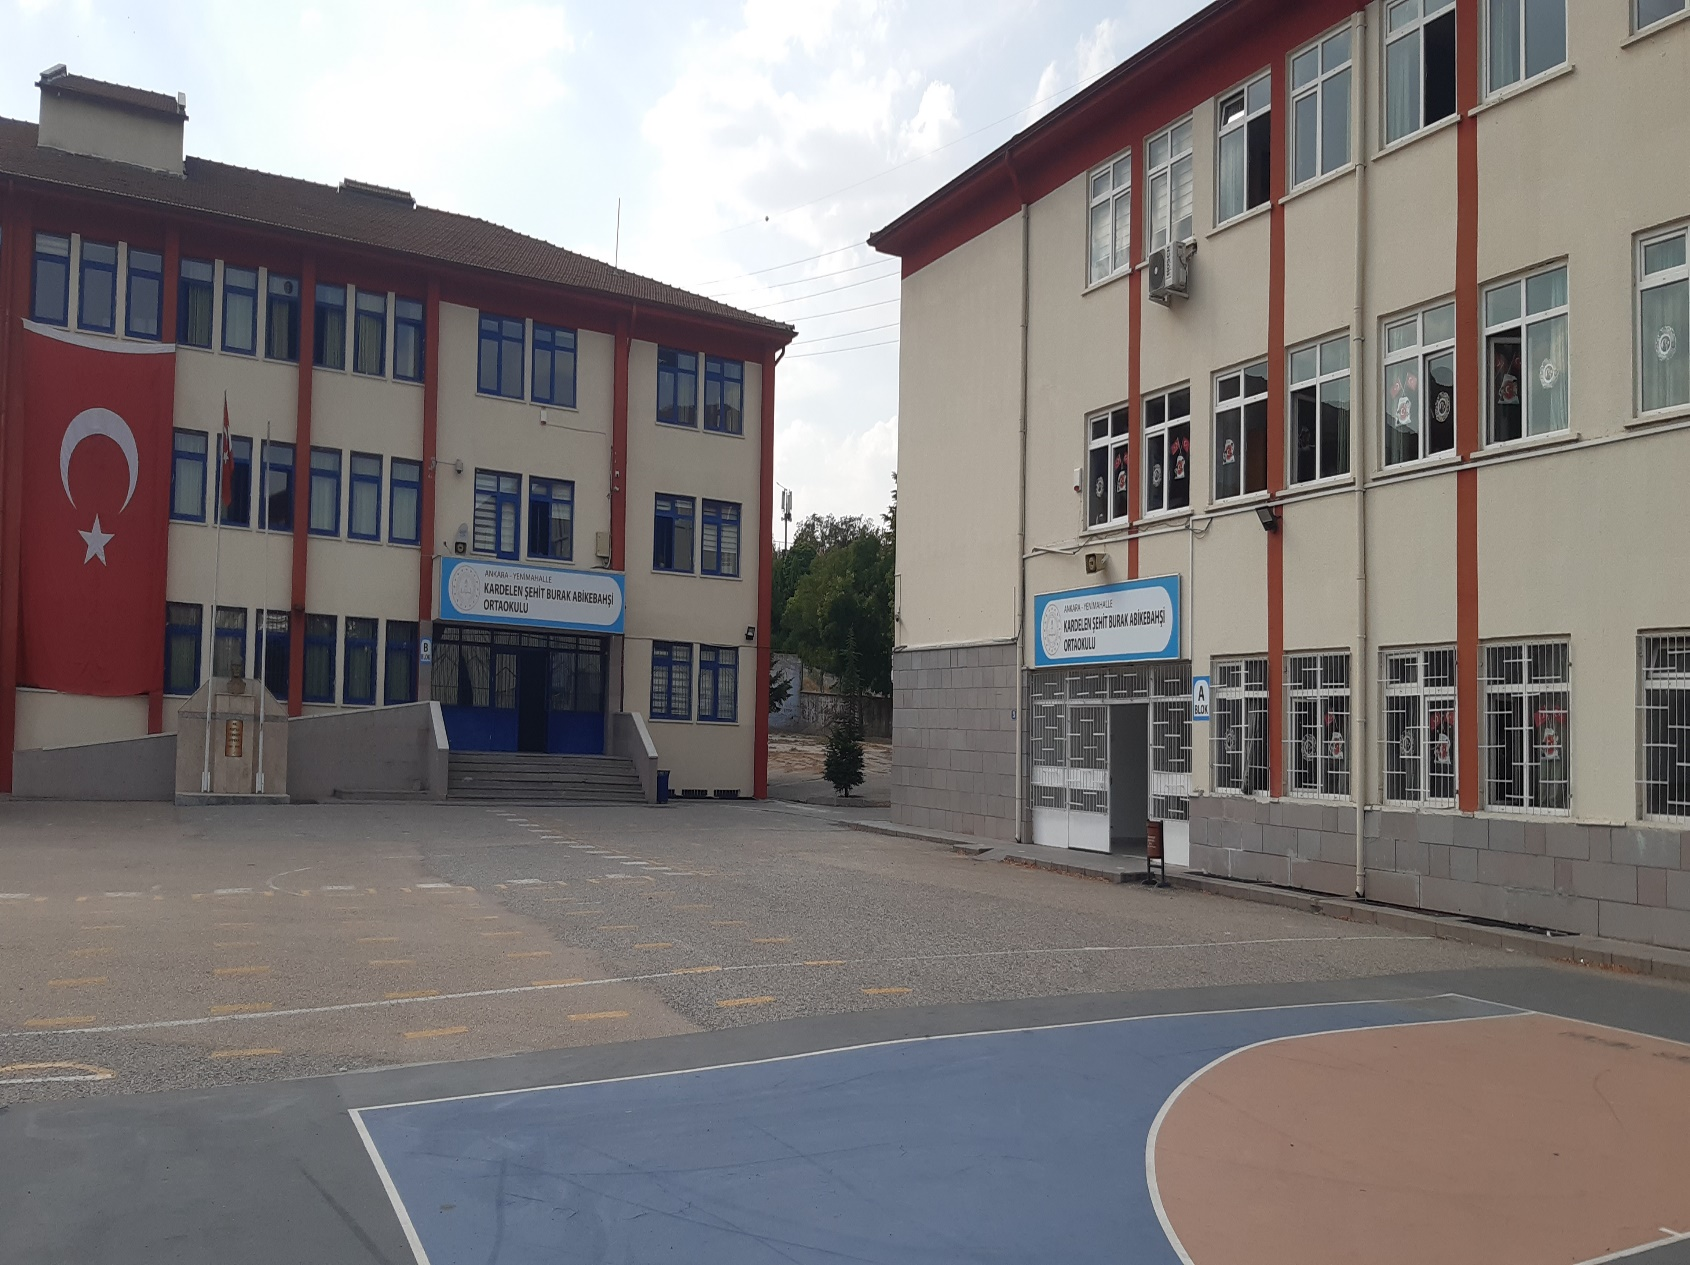 ANKARA - YENİMAHALLE
KARDELEN ŞEHİT BURAK ABİKEBAHŞİ
ORTAOKULU
B
BLOK
ANKARA - YENİMAHALLE
KARDELEN ŞEHİT BURAK ABİKEBAHŞİ
ORTAOKULU
A
BLOK